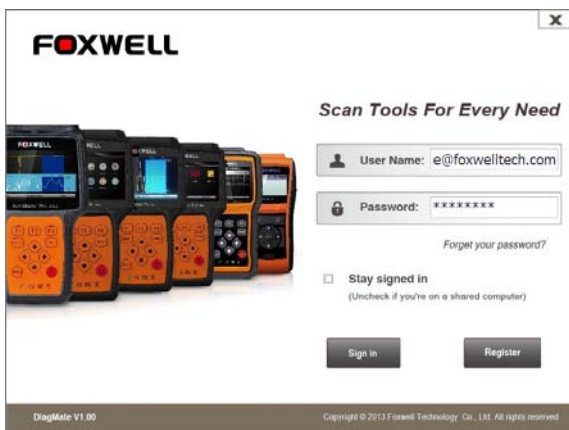 X
FOXWELL
Scan Tools For Every Need
User Name: e@foxwelltech.com
Password: ********
Forget your password?
Stay signed in
(Uncheck if you're on a shared computer)
Sign in
Register
DiagMate V1.00
Copyright © 2013 Foxwell Technology Co., Ltd. All rights reserved
FOXWELL